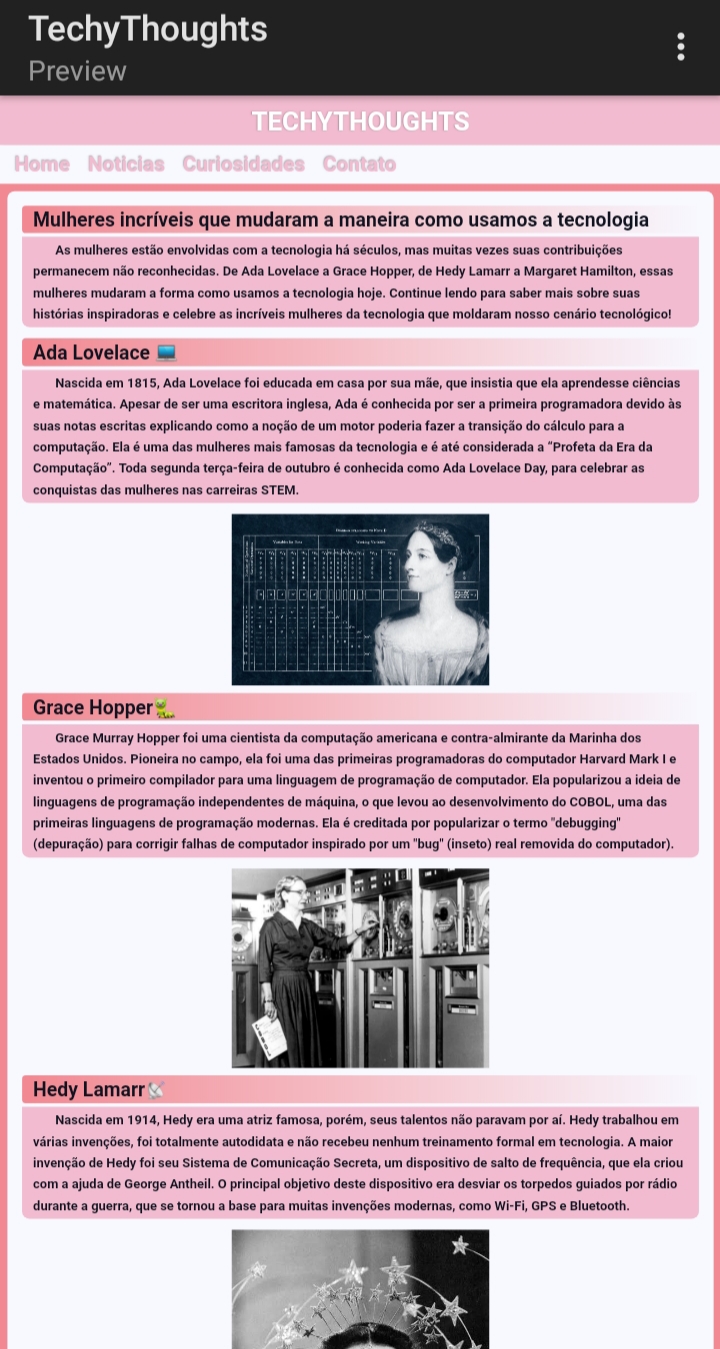 TechyThoughts
Preview
TECHYTHOUGHTS
Home Noticias Curiosidades Contato
Mulheres incríveis que mudaram a maneira como usamos a tecnologia
As mulheres estão envolvidas com a tecnologia há séculos, mas muitas vezes suas contribuições
permanecem não reconhecidas. De Ada Lovelace a Grace Hopper, de Hedy Lamarr a Margaret Hamilton, essas
mulheres mudaram a forma como usamos a tecnologia hoje. Continue lendo para saber mais sobre suas
histórias inspiradoras e celebre as incríveis mulheres da tecnologia que moldaram nosso cenário tecnológico!
Ada Lovelace 💻
Nascida em 1815, Ada Lovelace foi educada em casa por sua mãe, que insistia que ela aprendesse ciências
e matemática. Apesar de ser uma escritora inglesa, Ada é conhecida por ser a primeira programadora devido às
suas notas escritas explicando como a noção de um motor poderia fazer a transição do cálculo para a
computação. Ela é uma das mulheres mais famosas da tecnologia e é até considerada a “Profeta da Era da
Computação”. Toda segunda terça-feira de outubro é conhecida como Ada Lovelace Day, para celebrar as
conquistas das mulheres nas carreiras STEM.
Grace Hopper🐛
Grace Murray Hopper foi uma cientista da computação americana e contra-almirante da Marinha dos
Estados Unidos. Pioneira no campo, ela foi uma das primeiras programadoras do computador Harvard Mark I e
inventou o primeiro compilador para uma linguagem de programação de computador. Ela popularizou a ideia de
linguagens de programação independentes de máquina, o que levou ao desenvolvimento do COBOL, uma das
primeiras linguagens de programação modernas. Ela é creditada por popularizar o termo "debugging"
(depuração) para corrigir falhas de computador inspirado por um "bug" (inseto) real removida do computador).
Hedy Lamarr📡
Nascida em 1914, Hedy era uma atriz famosa, porém, seus talentos não paravam por aí. Hedy trabalhou em
várias invenções, foi totalmente autodidata e não recebeu nenhum treinamento formal em tecnologia. A maior
invenção de Hedy foi seu Sistema de Comunicação Secreta, um dispositivo de salto de frequência, que ela criou
com a ajuda de George Antheil. O principal objetivo deste dispositivo era desviar os torpedos guiados por rádio
durante a guerra, que se tornou a base para muitas invenções modernas, como Wi-Fi, GPS e Bluetooth.